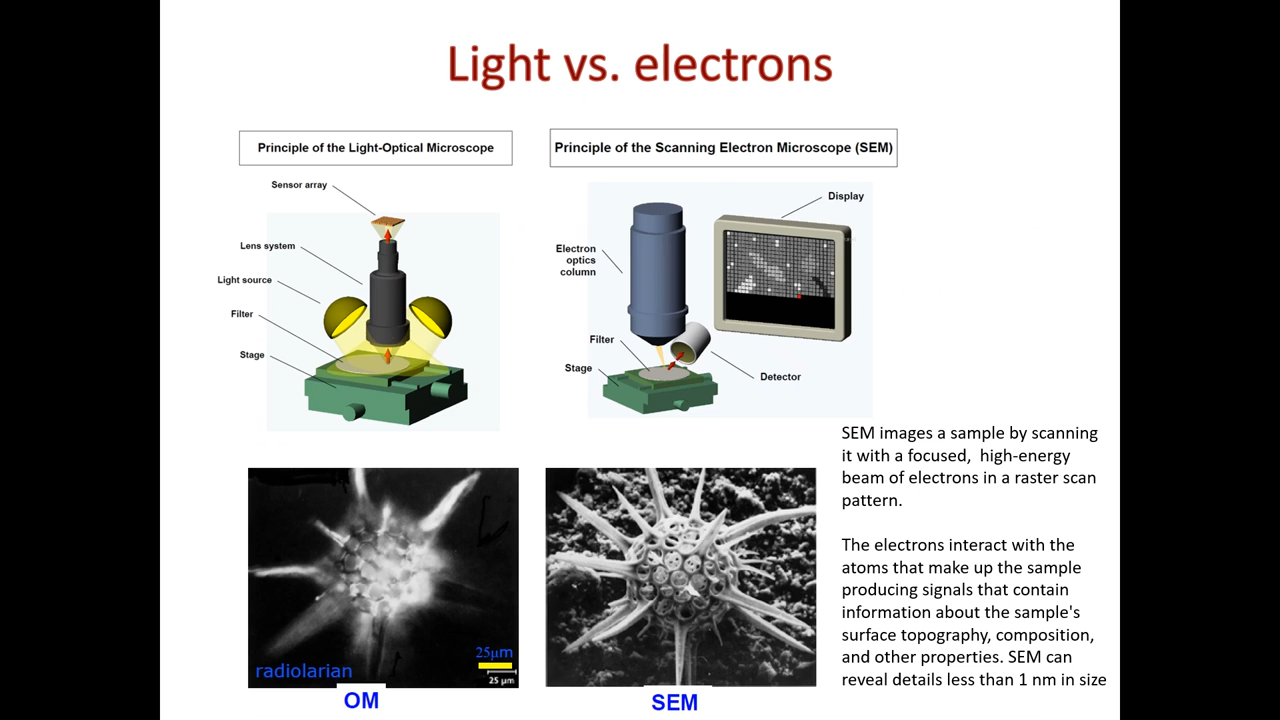 Light vs. electrons
Principle of the Light-Optical Microscope
Sensor array
Lens system
Light source
Filter
Stage
Principle of the Scanning Electron Microscope (SEM)
Display
Electron
optics
column
Filter
Stage
Detector
radiolarian
25μm
25 μm
OM
SEM
SEM images a sample by scanning
it with a focused,  high-energy
beam of electrons in a raster scan
pattern.
The electrons interact with the
atoms that make up the sample
producing signals that contain
information about the sample's
surface topography, composition,
and other properties. SEM can
reveal details less than 1 nm in size